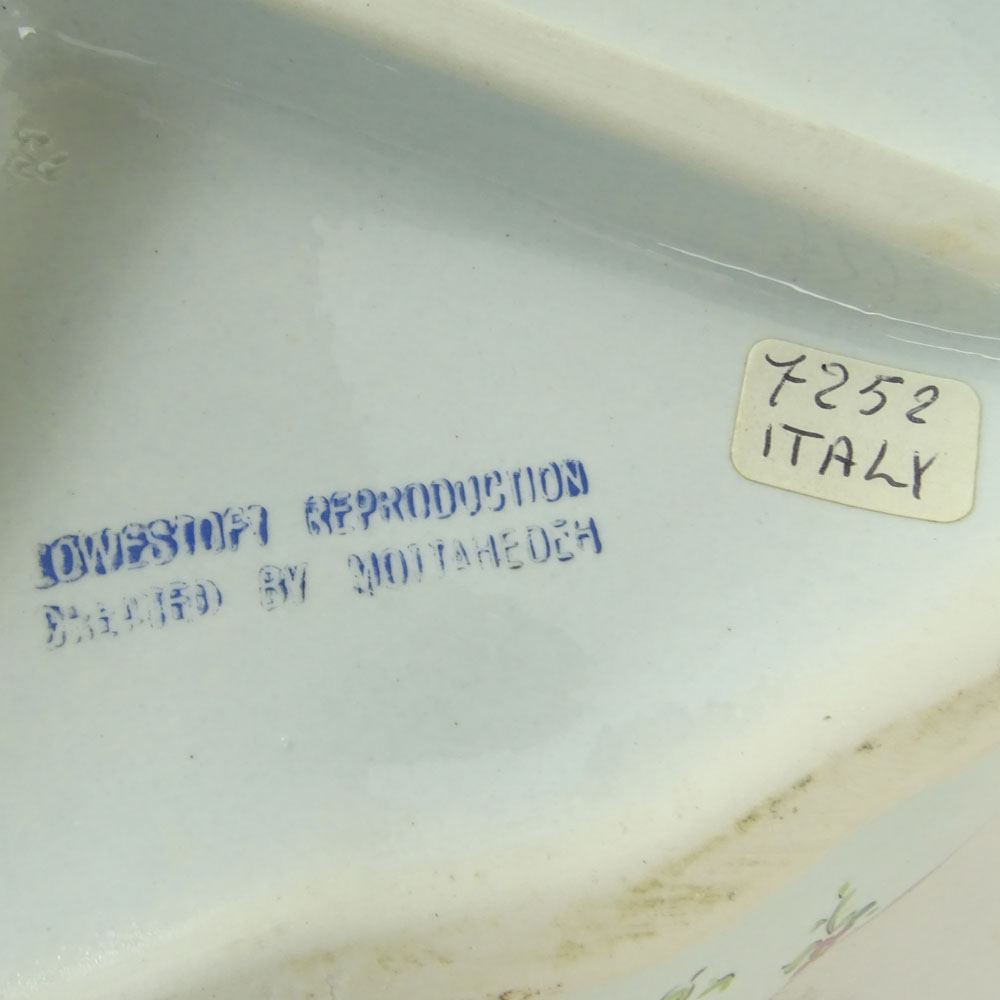 LOWESTOFT REPRODUCTION
CREATED BY MOTTAHEDEH
7252
ITALY